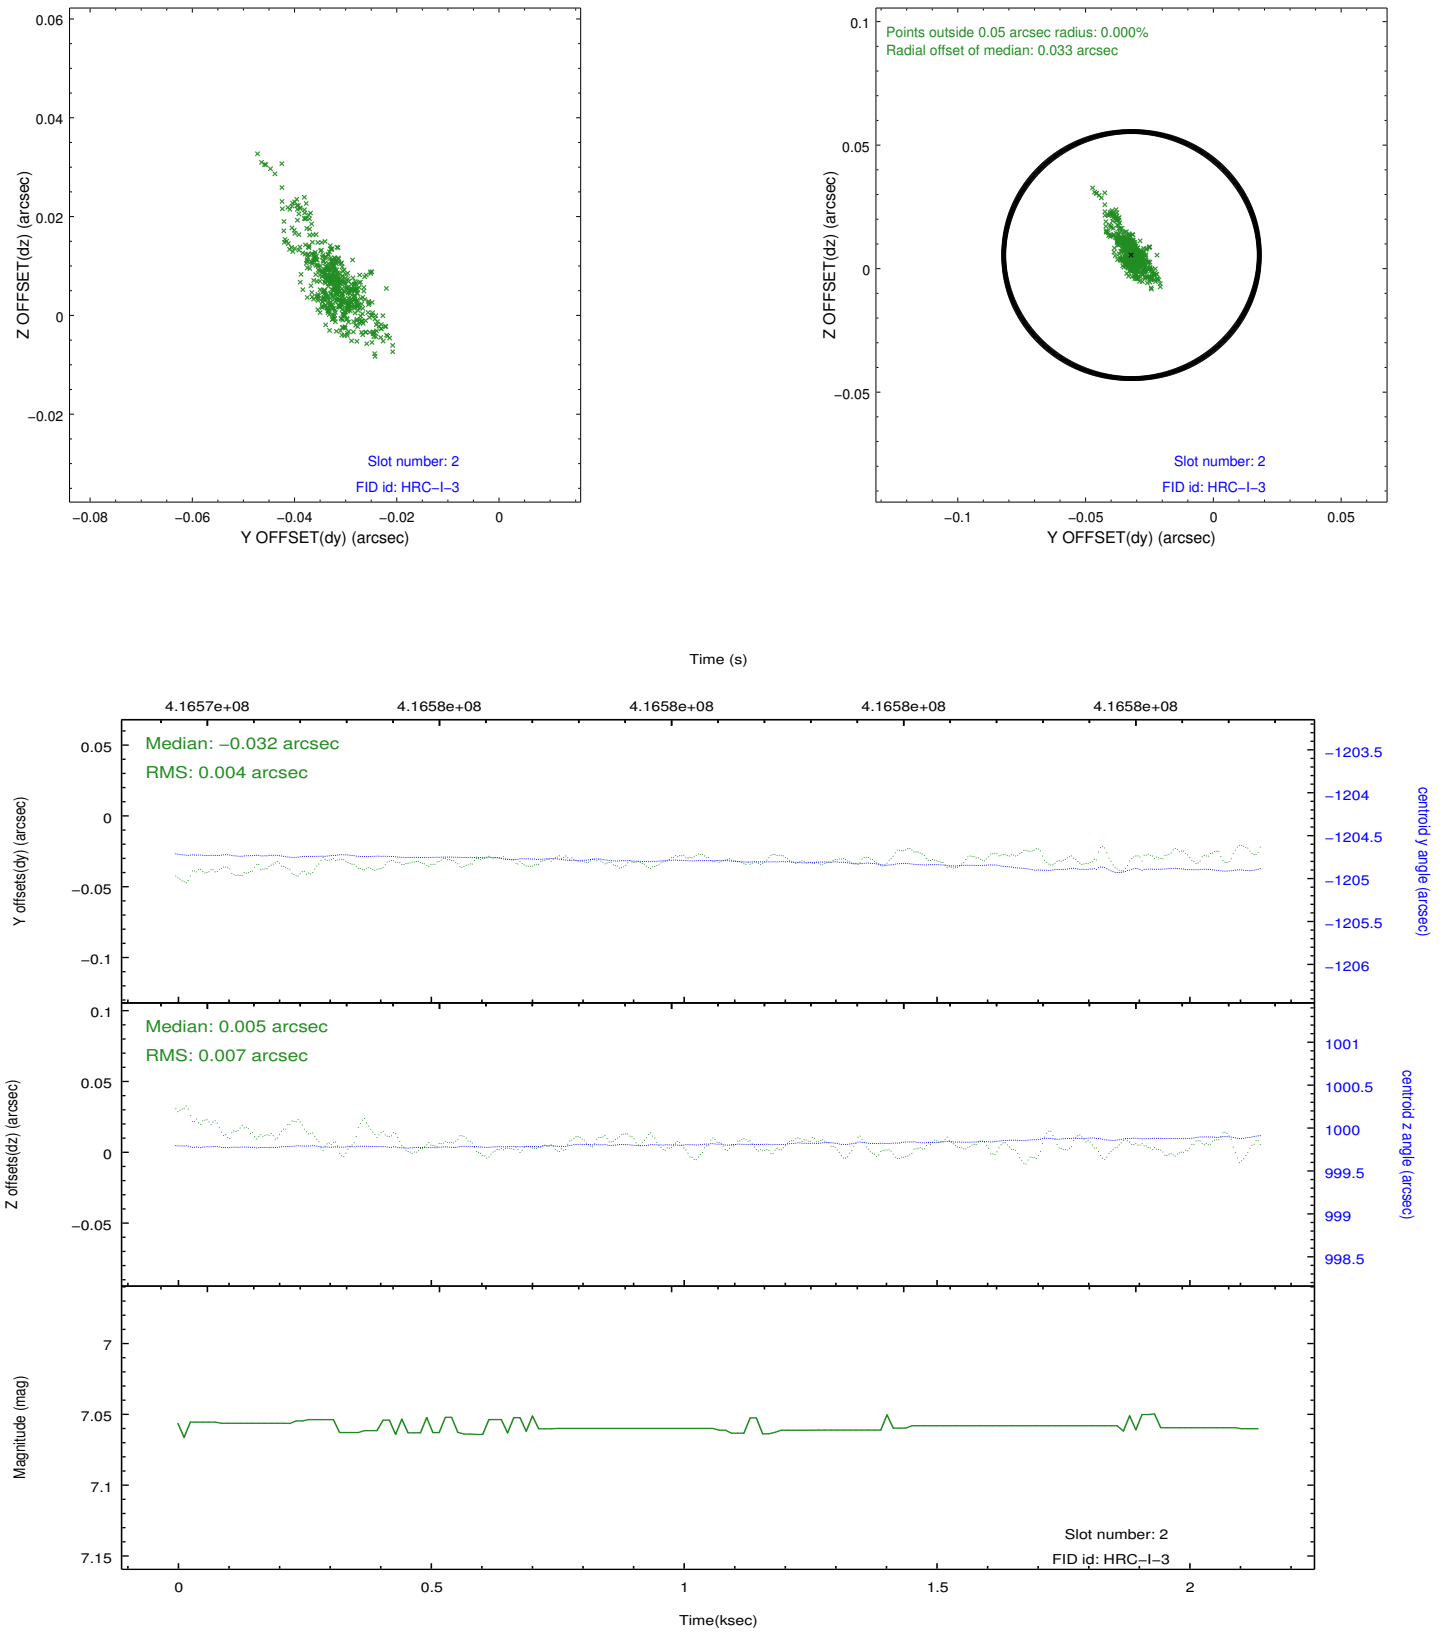 0.06
0.04
0.02
0
−0.02
Z OFFSET(dz) (arcsec)
Slot number: 2
FID id: HRC−I−3
−0.08
−0.06
−0.04
−0.02
0
Y OFFSET(dy) (arcsec)
Points outside 0.05 arcsec radius: 0.000%
Radial offset of median: 0.033 arcsec
0.1
0.05
0
−0.05
Z OFFSET(dz) (arcsec)
Slot number: 2
FID id: HRC−I−3
−0.1
−0.05
0
0.05
Y OFFSET(dy) (arcsec)
Time (s)
4.1657e+08
4.1658e+08
4.1658e+08
4.1658e+08
4.1658e+08
Median: −0.032 arcsec
RMS: 0.004 arcsec
0.05
0
−0.05
−0.1
Y offsets(dy) (arcsec)
−1203.5
−1204
−1204.5
−1205
−1205.5
−1206
centroid y angle (arcsec)
Median: 0.005 arcsec
RMS: 0.007 arcsec
0.1
0.05
0
−0.05
Z offsets(dz) (arcsec)
1001
1000.5
1000
999.5
999
998.5
centroid z angle (arcsec)
7
7.05
7.1
7.15
Magnitude (mag)
Slot number: 2
FID id: HRC−I−3
0
0.5
1
1.5
2
Time(ksec)